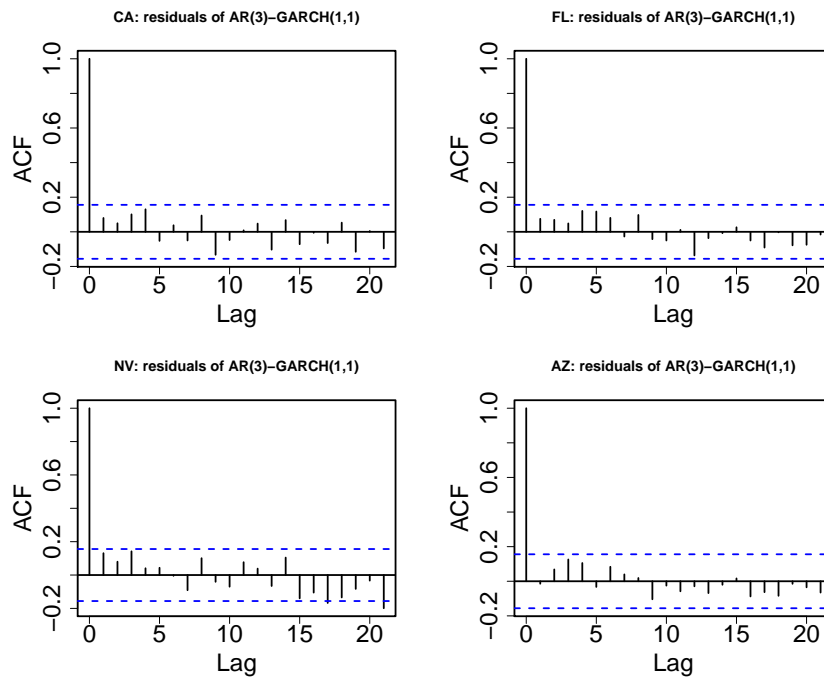 CA: residuals of AR(3)−GARCH(1,1)
ACF
1.0
0.6
0.2
−0.2
0 5 10 15 20
Lag
FL: residuals of AR(3)−GARCH(1,1)
ACF
1.0
0.6
0.2
−0.2
0 5 10 15 20
Lag
NV: residuals of AR(3)−GARCH(1,1)
ACF
1.0
0.6
0.2
−0.2
0 5 10 15 20
Lag
AZ: residuals of AR(3)−GARCH(1,1)
ACF
1.0
0.6
0.2
−0.2
0 5 10 15 20
Lag